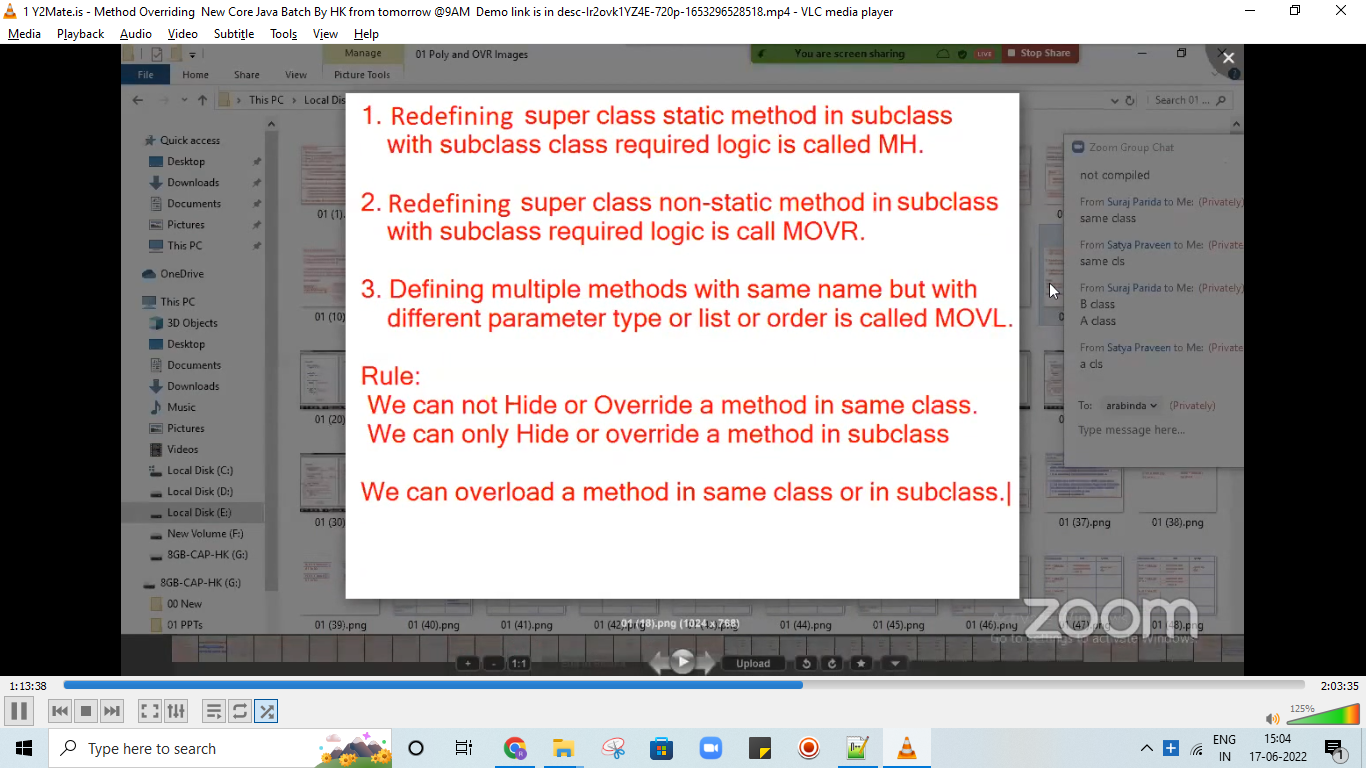 1 Y2Mate.is - Method Overriding New Core Java Batch By HK from tomorrow @9AM Demo link is in desc-Ir2ovk1YZ4E-720p-1653296528518.mp4 - VLC media player
Media Playback Audio Video Subtitle Tools View Help
Manage
01 Poly and OVR Images
You are screen sharing
LIVE
Stop Share
File Home Share View Picture Tools
This PC
Local Dis
Search 01 ...
1. Redefining super class static method in subclass
with subclass class required logic is called MH.
2. Redefining super class non-static method in subclass
with subclass required logic is call MOVR.
3. Defining multiple methods with same name but with
different parameter type or list or order is called MOVL.
Rule:
We can not Hide or Override a method in same class.
We can only Hide or override a method in subclass
We can overload a method in same class or in subclass.
Quick access
Desktop
Downloads
Documents
Pictures
This PC
OneDrive
This PC
3D Objects
Desktop
Documents
Downloads
Music
Pictures
Videos
Local Disk (C:)
Local Disk (D:)
Local Disk (E:)
New Volume (F:)
8GB-CAP-HK (G:)
8GB-CAP-HK (G:)
00 New
01 PPTs
01 (1).
01 (10)
01 (20)
01 (30)
01 (37).png
01 (38).png
01 (39).png
01 (40).png
01 (41).png
01 (42).png
01 (18).png (1024 x 768)
01 (44).png
01 (45).png
01 (46).png
01 (47).png
01 (48).png
Zoom Group Chat
not compiled
From Suraj Parida to Me: (Privately)
same class
From Satya Praveen to Me: (Private
same cls
From Suraj Parida to Me: (Privately)
B class
A class
From Satya Praveen to Me: (Private
a cls
To: arabinda (Privately)
Type message here...
zoom
Go to Settings to activate Windows.
+ - 1:1
Upload
1:13:38
2:03:35
125%
Type here to search
ENG
IN
15:04
17-06-2022
1